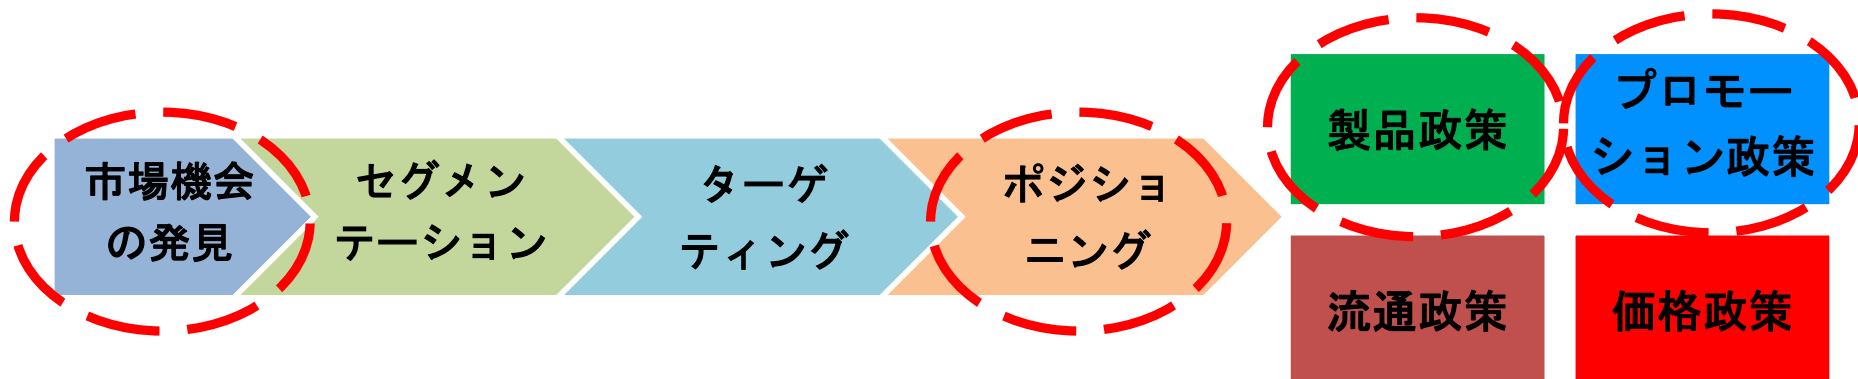 市場機会
の発見
セグメン
テーション
ターゲ
ティング
ポジショ
ニング
製品政策
プロモー
ション政策
流通政策
価格政策